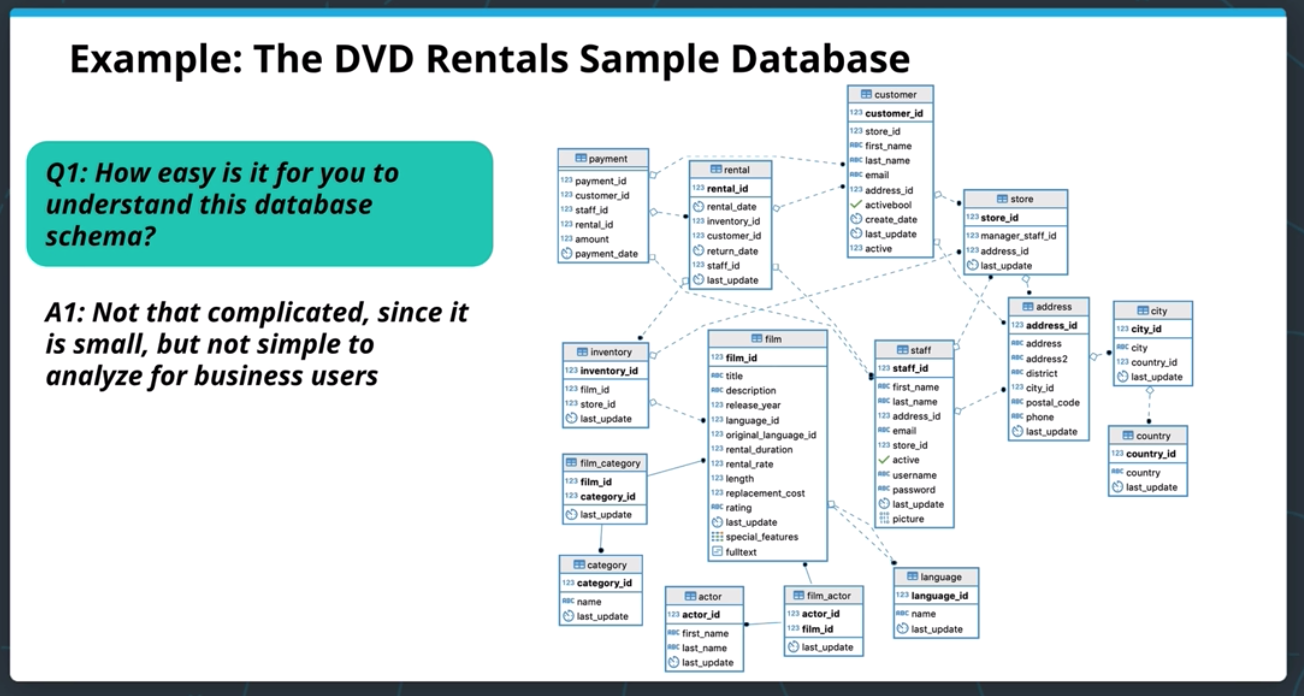 Example: The DVD Rentals Sample Database
Q1: How easy is it for you to
understand this database
schema?
A1: Not that complicated, since it
is small, but not simple to
analyze for business users
customer
123 customer_id
123 store_id
ABC first_name
ABC last_name
ABC email
123 address_id
activebool
create_date
last_update
123 active
payment
123 payment_id
123 customer_id
123 staff_id
123 rental_id
123 amount
payment_date
rental
123 rental_id
rental_date
123 inventory_id
123 customer_id
return_date
123 staff_id
last_update
store
123 store_id
123 manager_staff_id
123 address_id
last_update
address
123 address_id
ABC address
ABC address2
ABC district
123 city_id
ABC postal_code
ABC phone
last_update
city
123 city_id
ABC city
123 country_id
last_update
country
123 country_id
ABC country
last_update
inventory
123 inventory_id
123 film_id
123 store_id
last_update
film
123 film_id
ABC title
ABC description
123 release_year
123 language_id
123 original_language_id
123 rental_duration
123 rental_rate
123 length
123 replacement_cost
ABC rating
last_update
special_features
fulltext
staff
123 staff_id
ABC first_name
ABC last_name
123 address_id
ABC email
123 store_id
active
ABC username
ABC password
last_update
picture
film_category
123 film_id
123 category_id
last_update
category
123 category_id
ABC name
last_update
actor
123 actor_id
ABC first_name
ABC last_name
last_update
film_actor
123 actor_id
123 film_id
last_update
language
123 language_id
ABC name
last_update